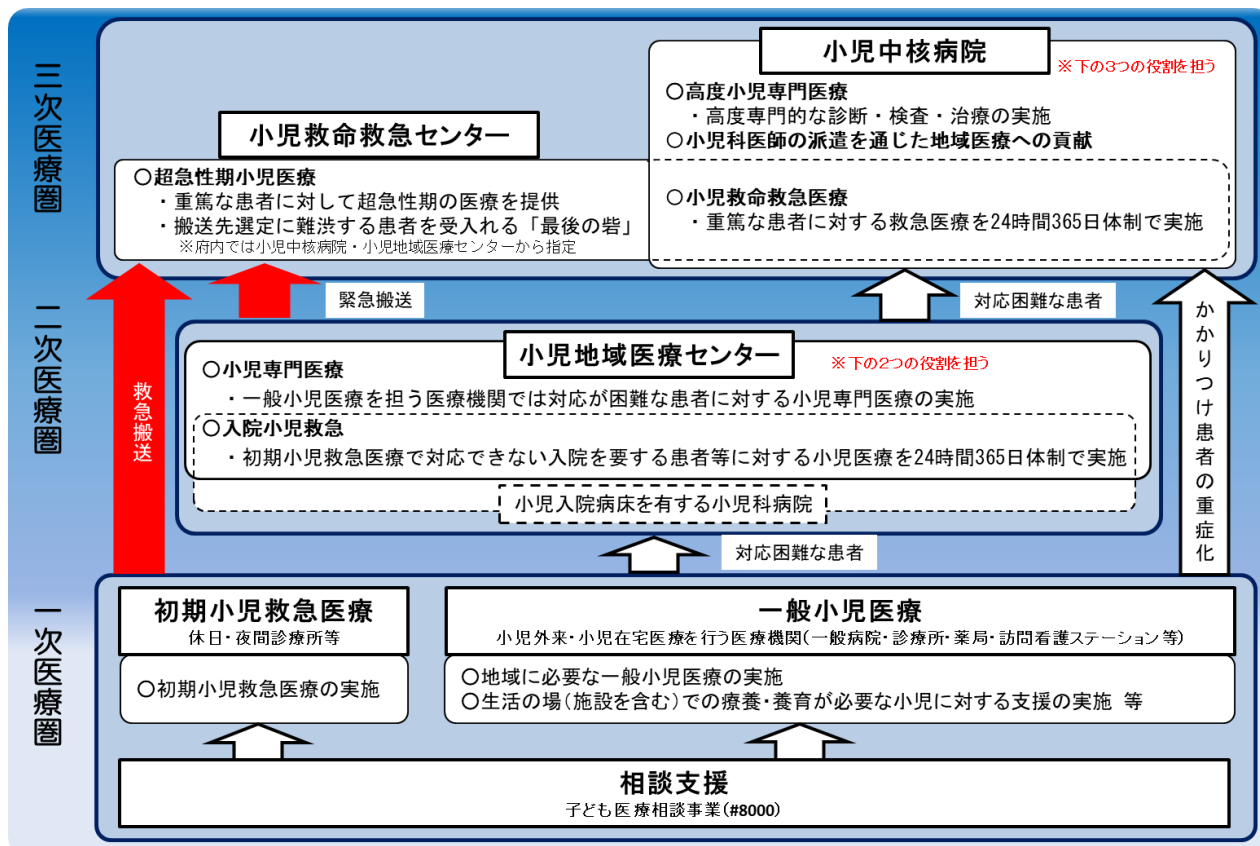 三次医療圏
小児中核病院
※下の3つの役割を担う
○高度小児専門医療
・高度専門的な診断・検査・治療の実施
○小児科医師の派遣を通じた地域医療への貢献
○小児救命救急医療
・重篤な患者に対する救急医療を24時間365日体制で実施
小児救命救急センター
○超急性期小児医療
・重篤な患者に対して超急性期の医療を提供
・搬送先選定に難渋する患者を受入れる「最後の砦」
※府内では小児中核病院・小児地域医療センターから指定
緊急搬送
対応困難な患者
かかりつけ患者の重症化
救急搬送
二次医療圏
小児地域医療センター
※下の2つの役割を担う
○小児専門医療
・一般小児医療を担う医療機関では対応が困難な患者に対する小児専門医療の実施
○入院小児救急
・初期小児救急医療で対応できない入院を要する患者等に対する小児医療を24時間365日体制で実施
小児入院病床を有する小児科病院
対応困難な患者
一次医療圏
初期小児救急医療
休日・夜間診療所等
○初期小児救急医療の実施
一般小児医療
小児外来・小児在宅医療を行う医療機関(一般病院・診療所・薬局・訪問看護ステーション等)
○地域に必要な一般小児医療の実施
○生活の場(施設を含む)での療養・養育が必要な小児に対する支援の実施 等
相談支援
子ども医療相談事業(#8000)